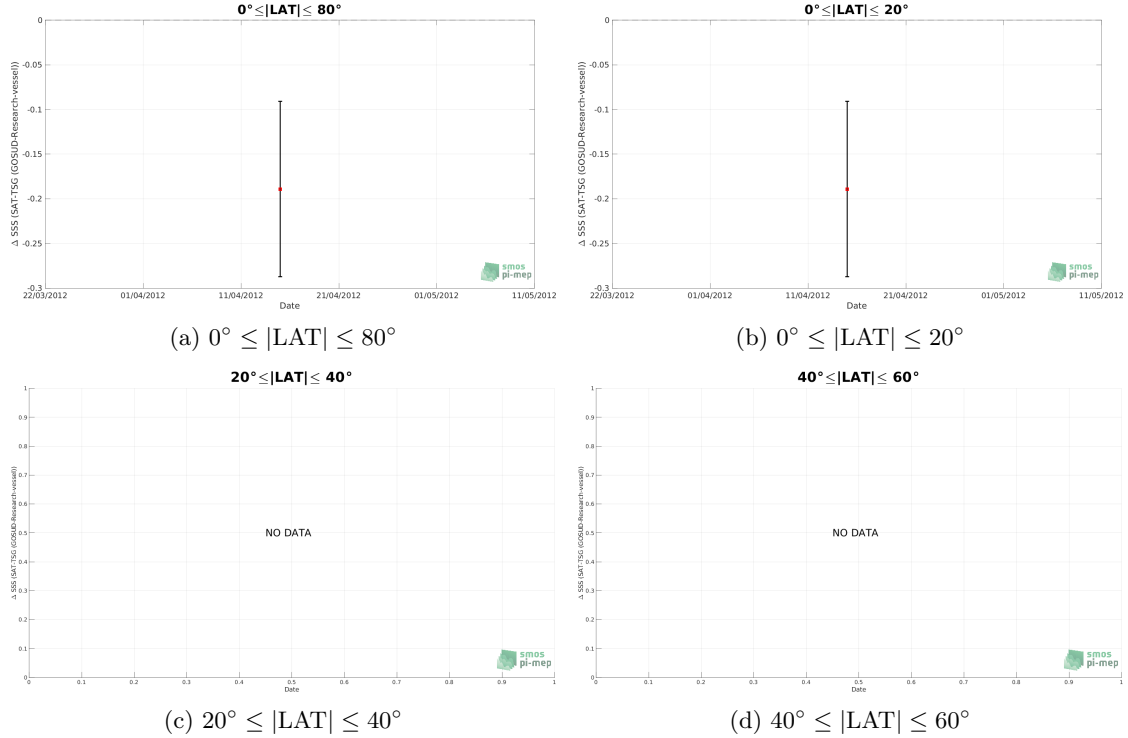 0°≤|LAT|≤ 80°
0
-0.05
-0.1
-0.15
-0.2
-0.25
-0.3
Δ SSS (SAT-TSG (GOSUD-Research-vessel))
22/03/2012 01/04/2012 11/04/2012 21/04/2012 01/05/2012 11/05/2012
Date
smos
pi-mep
(a) 0° ≤ |LAT| ≤ 80°
0°≤|LAT|≤ 20°
0
-0.05
-0.1
-0.15
-0.2
-0.25
-0.3
Δ SSS (SAT-TSG (GOSUD-Research-vessel))
22/03/2012 01/04/2012 11/04/2012 21/04/2012 01/05/2012 11/05/2012
Date
smos
pi-mep
(b) 0° ≤ |LAT| ≤ 20°
20°≤|LAT|≤ 40°
1
0.9
0.8
0.7
0.6
0.5
0.4
0.3
0.2
0.1
0
Δ SSS (SAT-TSG (GOSUD-Research-vessel))
NO DATA
0 0.1 0.2 0.3 0.4 0.5 0.6 0.7 0.8 0.9 1
Date
smos
pi-mep
(c) 20° ≤ |LAT| ≤ 40°
40°≤|LAT|≤ 60°
1
0.9
0.8
0.7
0.6
0.5
0.4
0.3
0.2
0.1
0
Δ SSS (SAT-TSG (GOSUD-Research-vessel))
NO DATA
0 0.1 0.2 0.3 0.4 0.5 0.6 0.7 0.8 0.9 1
Date
smos
pi-mep
(d) 40° ≤ |LAT| ≤ 60°